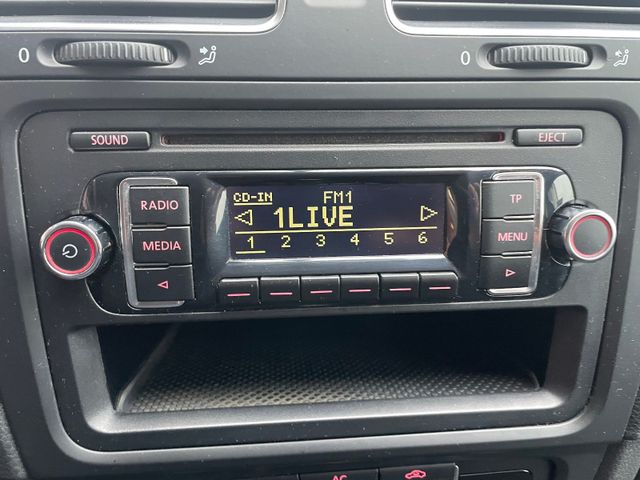 0 0
SOUND EJECT
RADIO CD-IN FM1 TP
1LIVE
MEDIA 1 2 3 4 5 6 MENU
AC